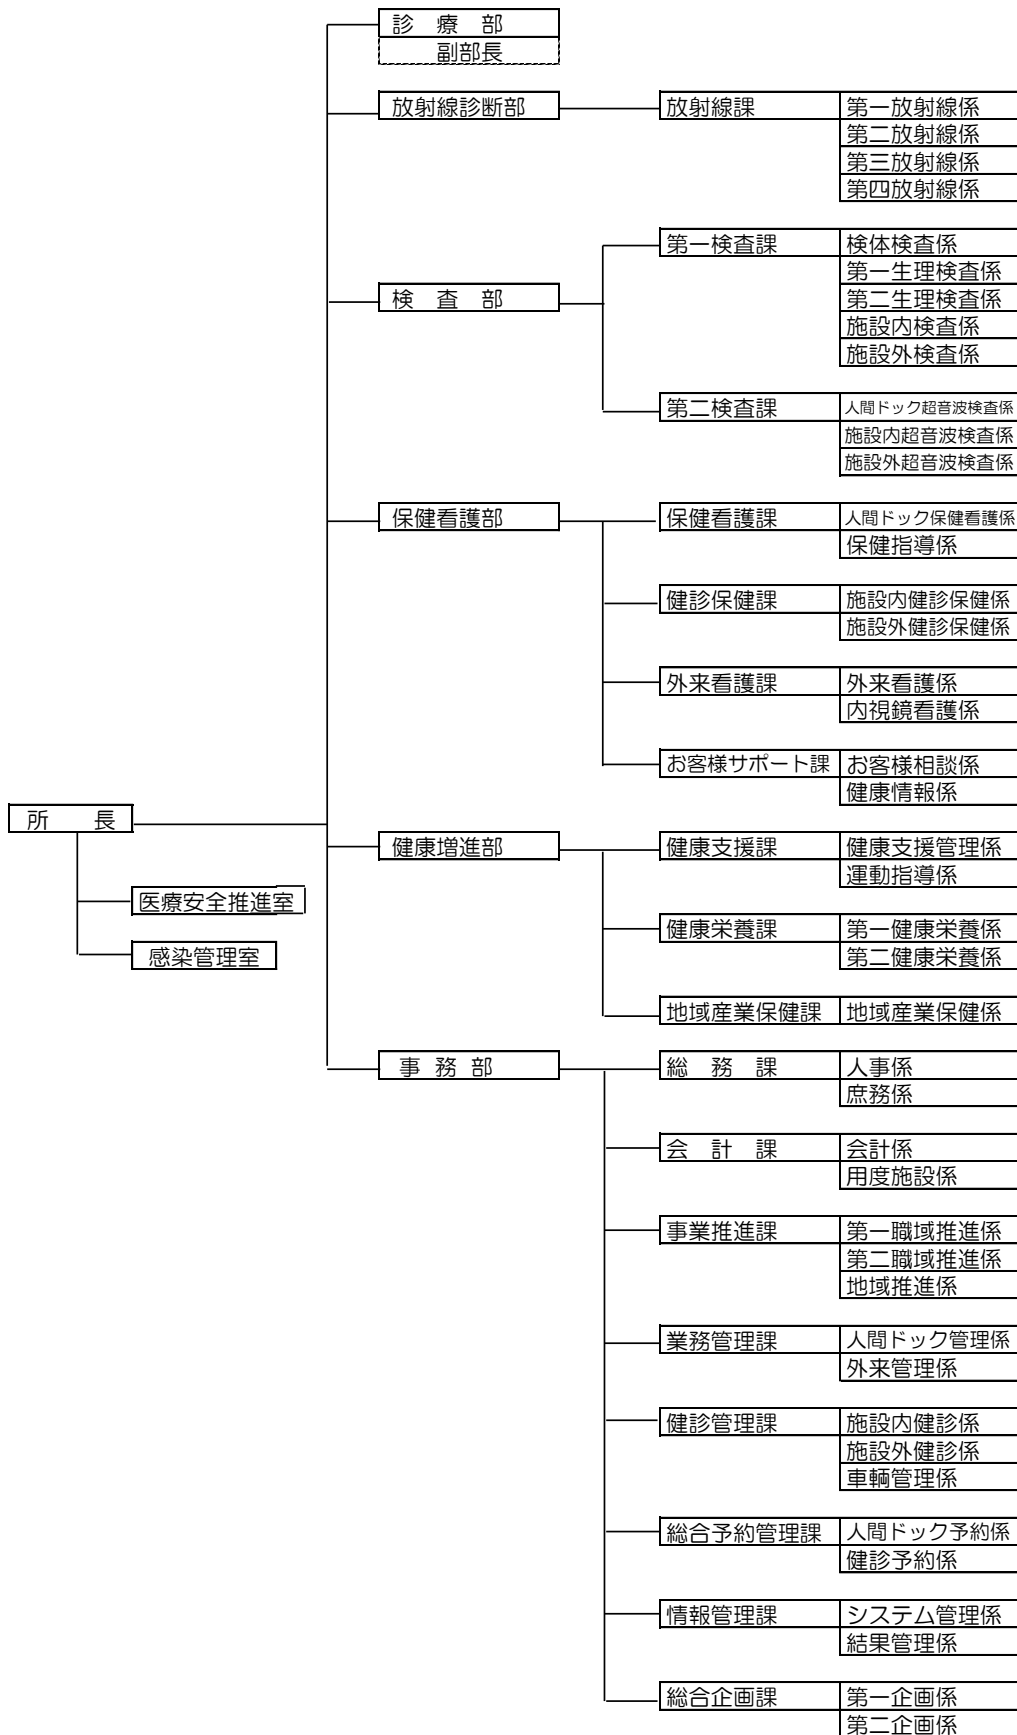 診　療　部
副部長
放射線診断部　放射線課　第一放射線係
第二放射線係
第三放射線係
第四放射線係
第一検査課　検体検査係
第一生理検査係
検　査　部　第二生理検査係
施設内検査係
施設外検査係
第二検査課　人間ドック超音波検査係
施設内超音波検査係
施設外超音波検査係
保健看護部　保健看護課　人間ドック保健看護係
保健指導係
健診保健課　施設内健診保健係
施設外健診保健係
外来看護課　外来看護係
内視鏡看護係
お客様サポート課　お客様相談係
健康情報係
所　　長
健康増進部　健康支援課　健康支援管理係
運動指導係
医療安全推進室
健康栄養課　第一健康栄養係
感染管理室　第二健康栄養係
地域産業保健課　地域産業保健係
事　務　部　総　務　課　人事係
庶務係
会　計　課　会計係
用度施設係
事業推進課　第一職域推進係
第二職域推進係
地域推進係
業務管理課　人間ドック管理係
外来管理係
健診管理課　施設内健診係
施設外健診係
車輌管理係
総合予約管理課　人間ドック予約係
健診予約係
情報管理課　システム管理係
結果管理係
総合企画課　第一企画係
第二企画係